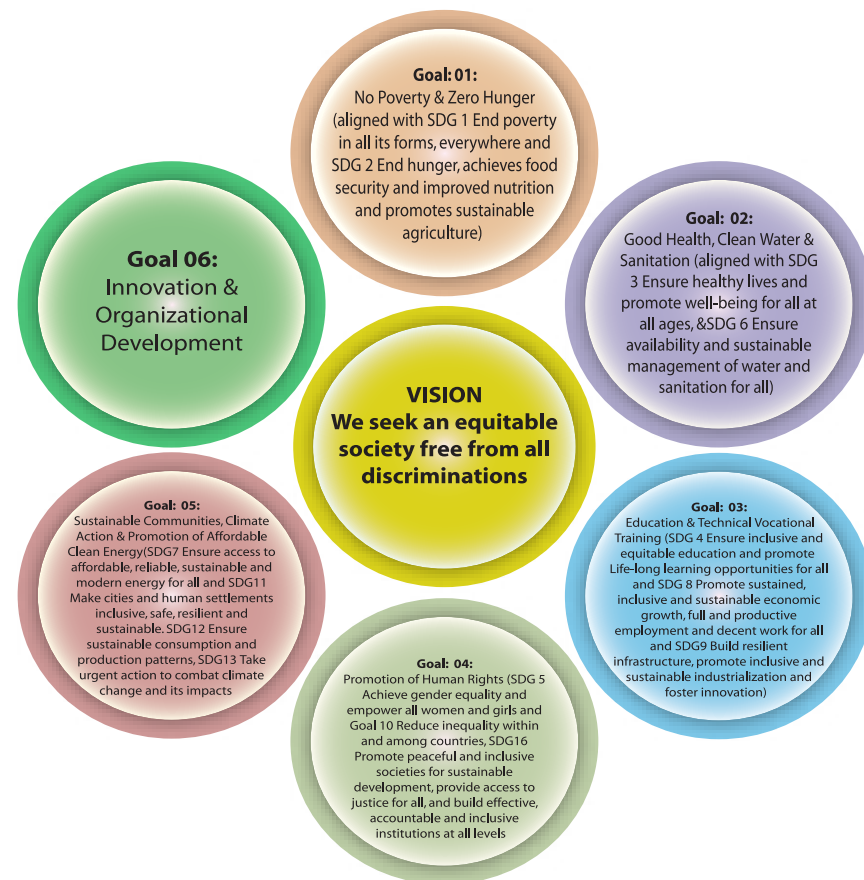 Goal: 01:
No Poverty & Zero Hunger
(aligned with SDG 1 End poverty
in all its forms, everywhere and
SDG 2 End hunger, achieves food
security and improved nutrition
and promotes sustainable
agriculture)
Goal: 02:
Good Health, Clean Water &
Sanitation (aligned with SDG
3 Ensure healthy lives and
promote well-being for all at
all ages, &SDG 6 Ensure
availability and sustainable
management of water and
sanitation for all)
Goal: 03:
Education & Technical Vocational
Training (SDG 4 Ensure inclusive and
equitable education and promote
Life-long learning opportunities for all
and SDG 8 Promote sustained,
inclusive and sustainable economic
growth, full and productive
employment and decent work for all
and SDG9 Build resilient
infrastructure, promote inclusive and
sustainable industrialization and
foster innovation)
Goal: 04:
Promotion of Human Rights (SDG 5
Achieve gender equality and
empower all women and girls and
Goal 10 Reduce inequality within
and among countries, SDG16
Promote peaceful and inclusive
societies for sustainable
development, provide access to
justice for all, and build effective,
accountable and inclusive
institutions at all levels
Goal: 05:
Sustainable Communities, Climate
Action & Promotion of Affordable
Clean Energy(SDG7 Ensure access to
affordable, reliable, sustainable and
modern energy for all and SDG11
Make cities and human settlements
inclusive, safe, resilient and
sustainable. SDG12 Ensure
sustainable consumption and
production patterns, SDG13 Take
urgent action to combat climate
change and its impacts
Goal 06:
Innovation &
Organizational
Development
VISION
We seek an equitable
society free from all
discriminations